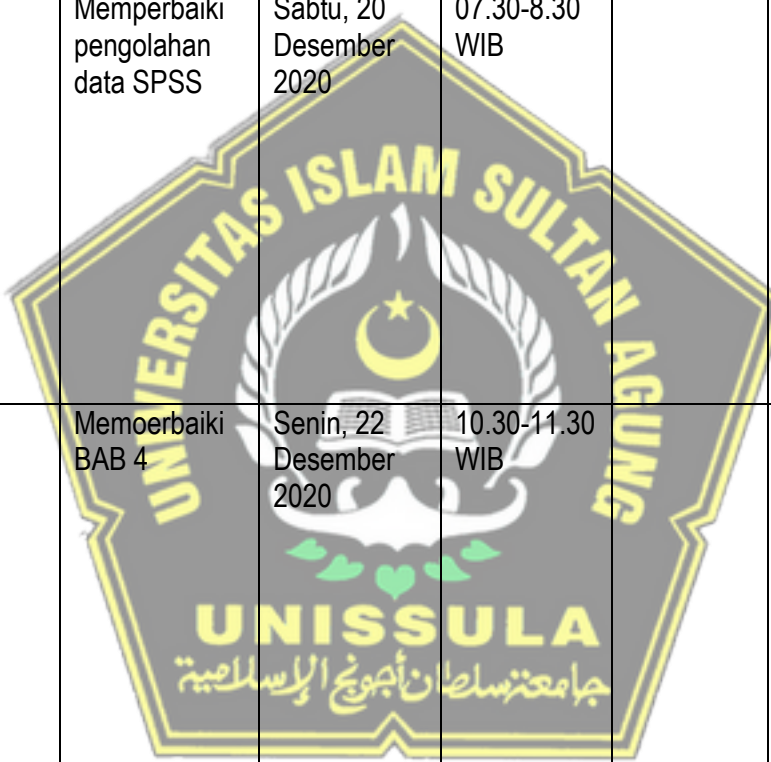 Memperbaiki
pengolahan
data SPSS
Sabtu, 20
Desember
2020
07.30-8.30
WIB
UNIVERSITAS ISLAM SULTAN AGUNG
Memoerbaiki
BAB 4
Senin, 22
Desember
2020
10.30-11.30
WIB
UNISSULA
جامعة سلطان أجونج الإسلامية